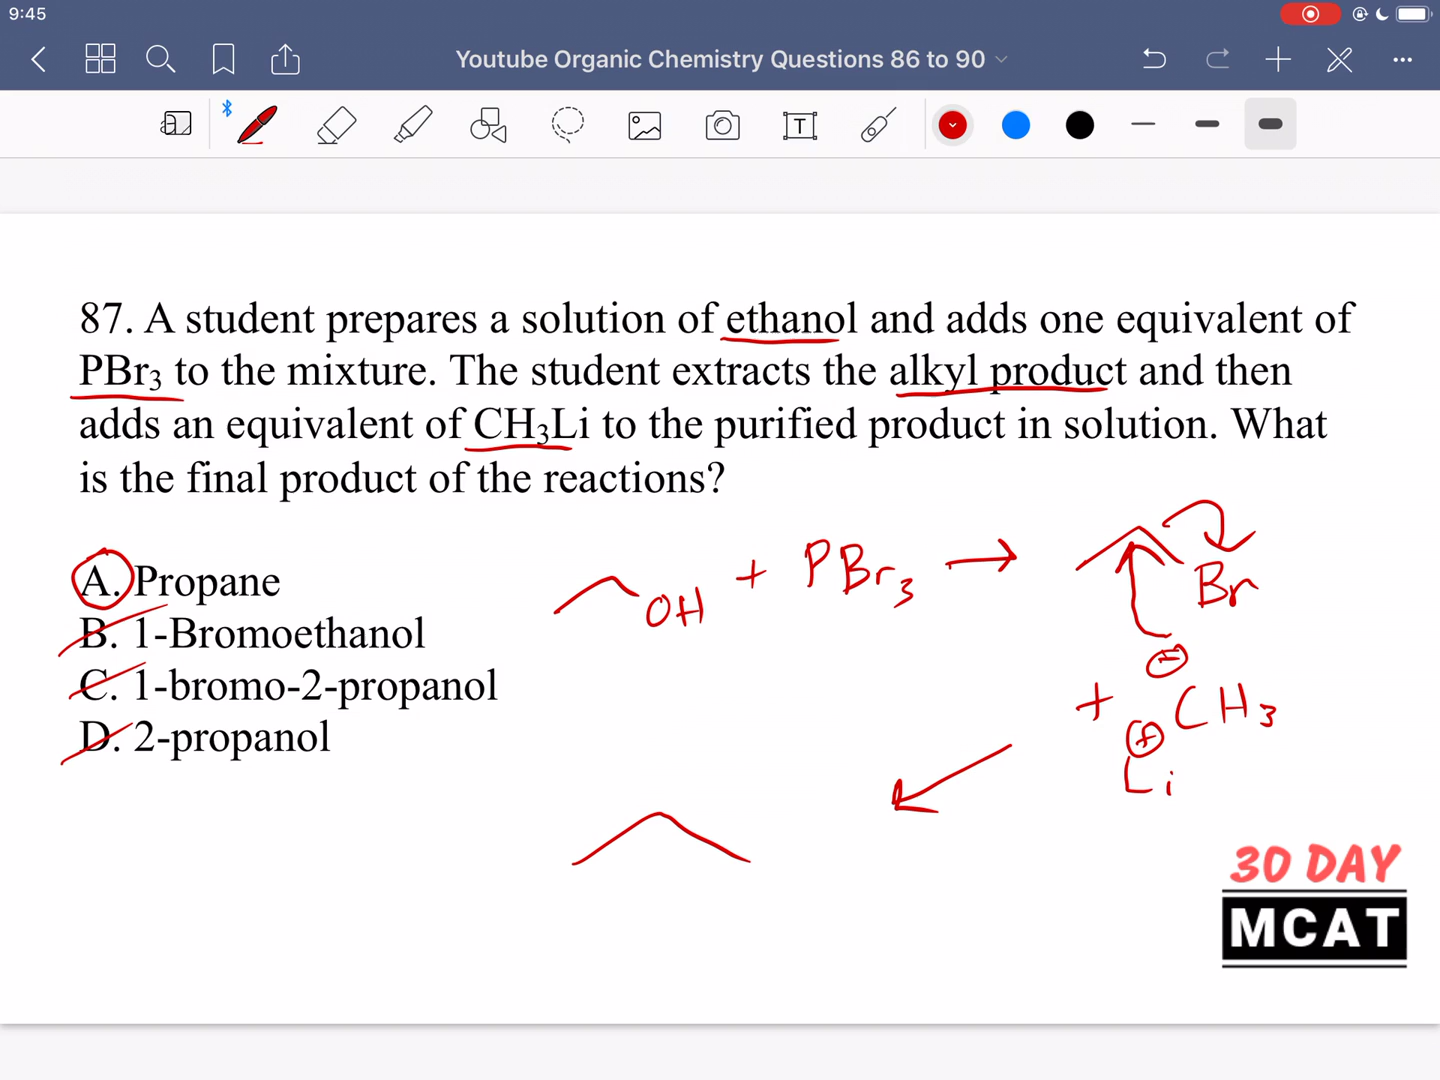 9:45
Youtube Organic Chemistry Questions 86 to 90
87. A student prepares a solution of ethanol and adds one equivalent of
PBr₃ to the mixture. The student extracts the alkyl product and then
adds an equivalent of CH₃Li to the purified product in solution. What
is the final product of the reactions?
A. Propane
B. 1-Bromoethanol
C. 1-bromo-2-propanol
D. 2-propanol
OH + PBr₃ → Br
⊖
+ CH₃
⊕
Li
30 DAY
MCAT